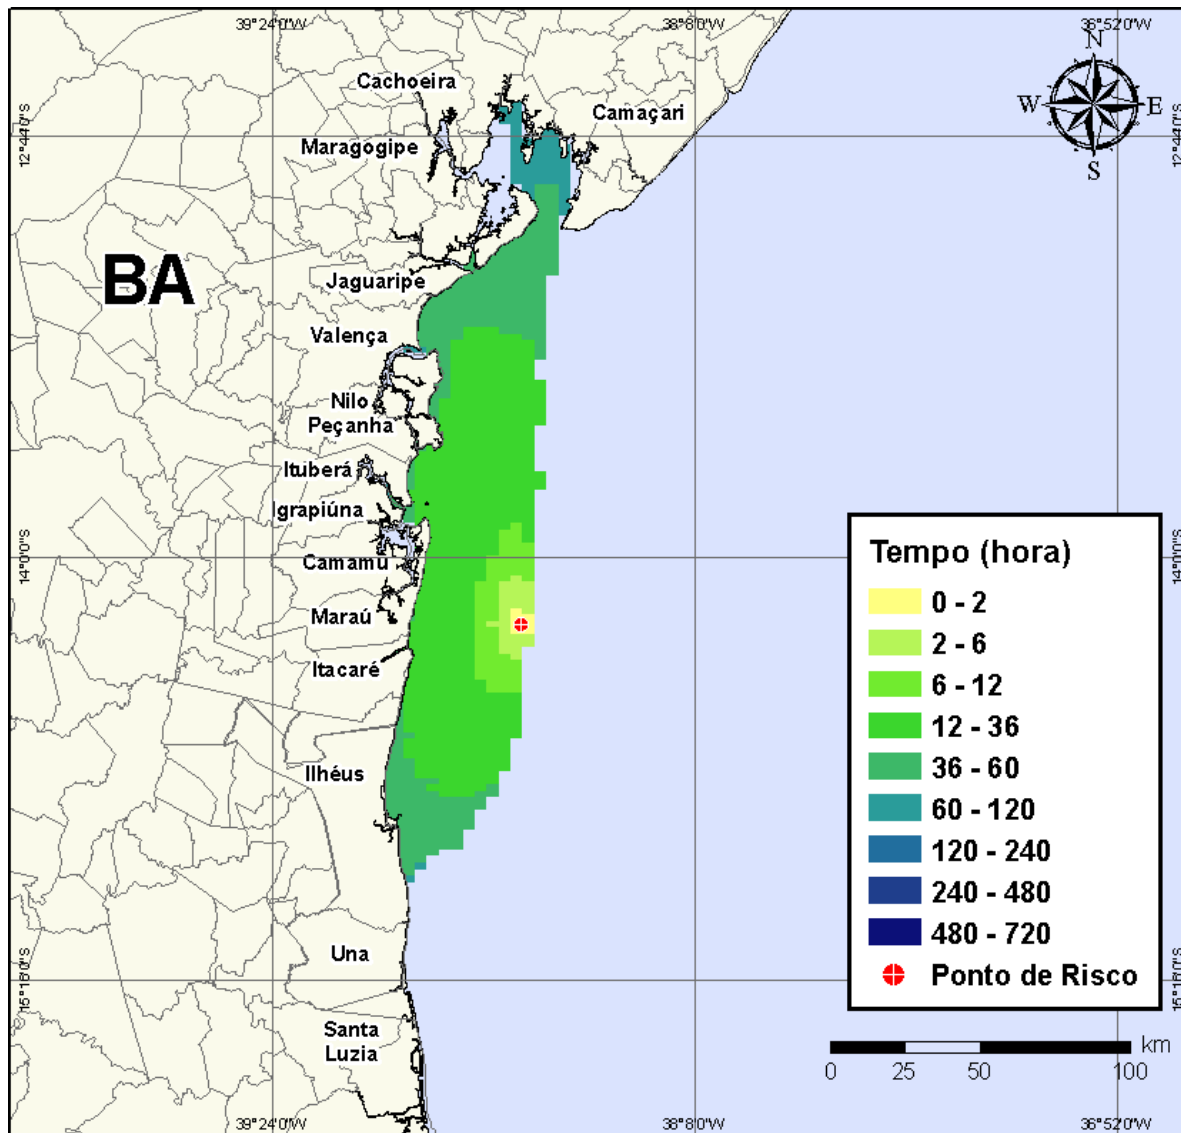 39°24'0"W
38°8'0"W
36°52'0"W
N
W
E
S
12°44'0"S
12°44'0"S
Cachoeira
Camaçari
Maragogipe
BA
Jaguaripe
Valença
Nilo
Peçanha
Ituberá
Igrapiúna
14°0'0"S
14°0'0"S
Camamu
Maraú
Itacaré
Ilhéus
Una
15°16'0"S
15°16'0"S
Santa
Luzia
Tempo (hora)
0 - 2
2 - 6
6 - 12
12 - 36
36 - 60
60 - 120
120 - 240
240 - 480
480 - 720
Ponto de Risco
km
0 25 50 100
39°24'0"W
38°8'0"W
36°52'0"W